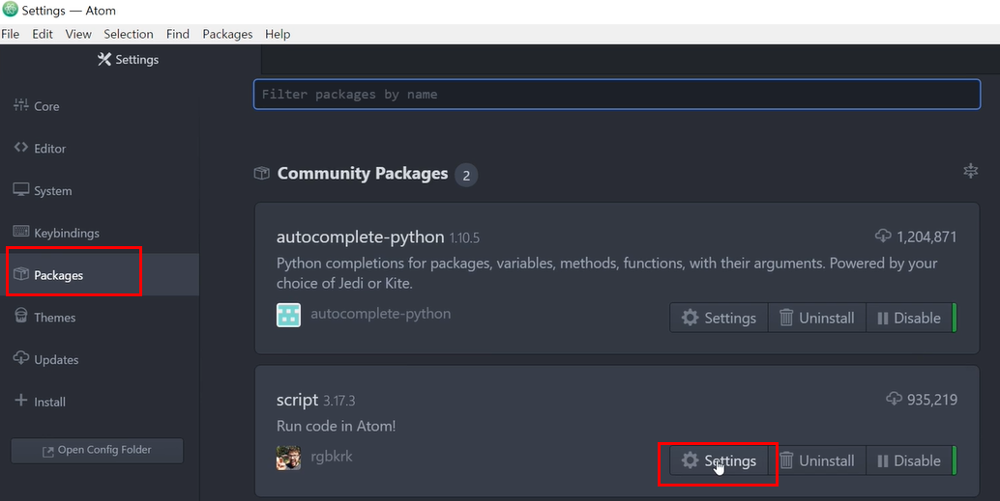 Settings — Atom
File Edit View Selection Find Packages Help
Settings
Core
Editor
System
Keybindings
Packages
Themes
Updates
Install
Open Config Folder
Filter packages by name
Community Packages 2
autocomplete-python 1.10.5 1,204,871
Python completions for packages, variables, methods, functions, with their arguments. Powered by your
choice of Jedi or Kite.
autocomplete-python Settings Uninstall Disable
script 3.17.3 935,219
Run code in Atom!
rgbkrk Settings Uninstall Disable